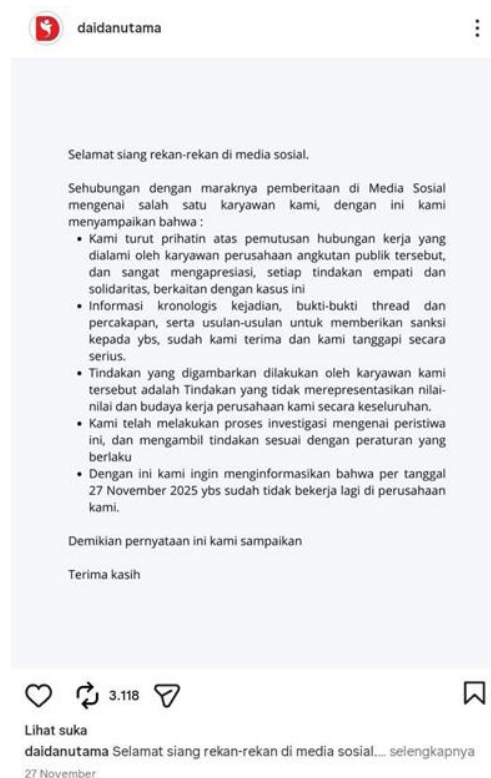 daidanutama
Selamat siang rekan-rekan di media sosial.
Sehubungan dengan maraknya pemberitaan di Media Sosial
mengenai salah satu karyawan kami, dengan ini kami
menyampaikan bahwa :
• Kami turut prihatin atas pemutusan hubungan kerja yang
dialami oleh karyawan perusahaan angkutan publik tersebut,
dan sangat mengapresiasi, setiap tindakan empati dan
solidaritas, berkaitan dengan kasus ini
• Informasi kronologis kejadian, bukti-bukti thread dan
percakapan, serta usulan-usulan untuk memberikan sanksi
kepada ybs, sudah kami terima dan kami tanggapi secara
serius.
• Tindakan yang digambarkan dilakukan oleh karyawan kami
tersebut adalah Tindakan yang tidak merepresentasikan nilai-
nilai dan budaya kerja perusahaan kami secara keseluruhan.
• Kami telah melakukan proses investigasi mengenai peristiwa
ini, dan mengambil tindakan sesuai dengan peraturan yang
berlaku
• Dengan ini kami ingin menginformasikan bahwa per tanggal
27 November 2025 ybs sudah tidak bekerja lagi di perusahaan
kami.
Demikian pernyataan ini kami sampaikan
Terima kasih
3.118
Lihat suka
daidanutama Selamat siang rekan-rekan di media sosial.... selengkapnya
27 November